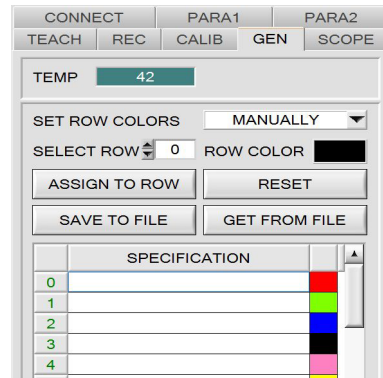 CONNECT PARA1 PARA2
TEACH REC CALIB GEN SCOPE
TEMP 42
SET ROW COLORS MANUALLY
SELECT ROW 0 ROW COLOR
ASSIGN TO ROW RESET
SAVE TO FILE GET FROM FILE
SPECIFICATION
0
1
2
3
4